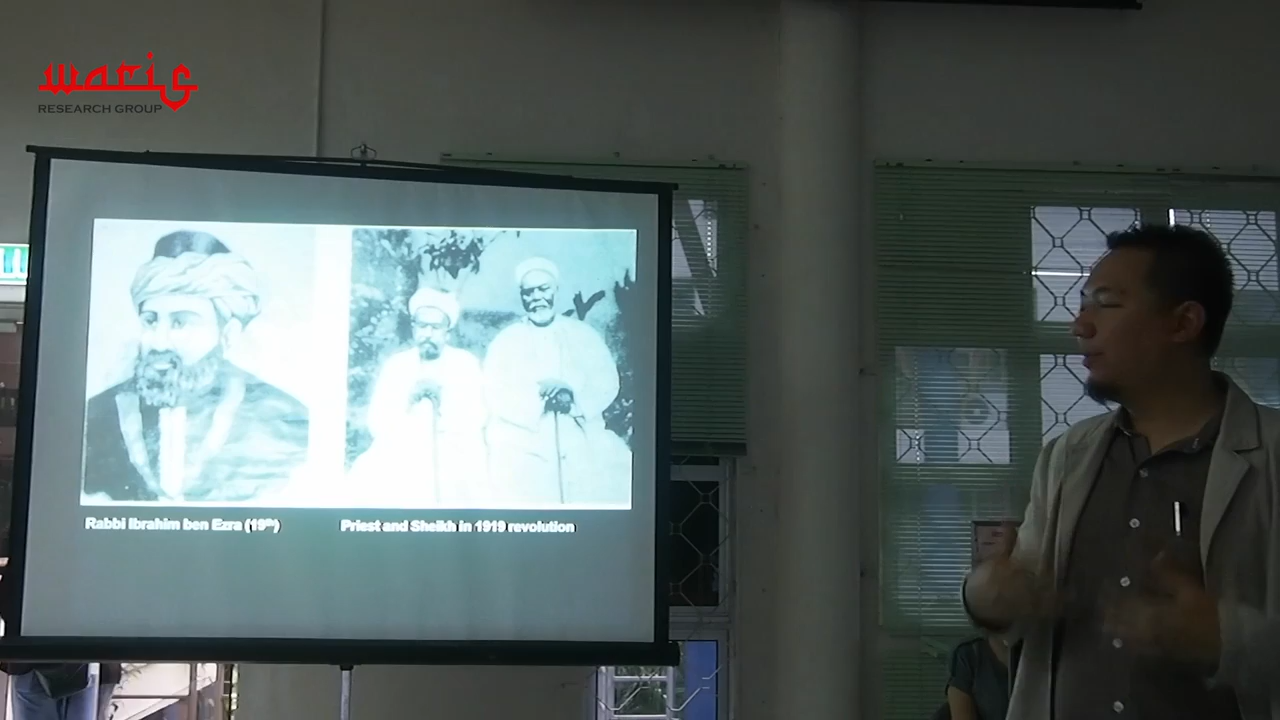 waris
RESEARCH GROUP
Rabbi Ibrahim ben Ezra (19th)
Priest and Sheikh in 1919 revolution